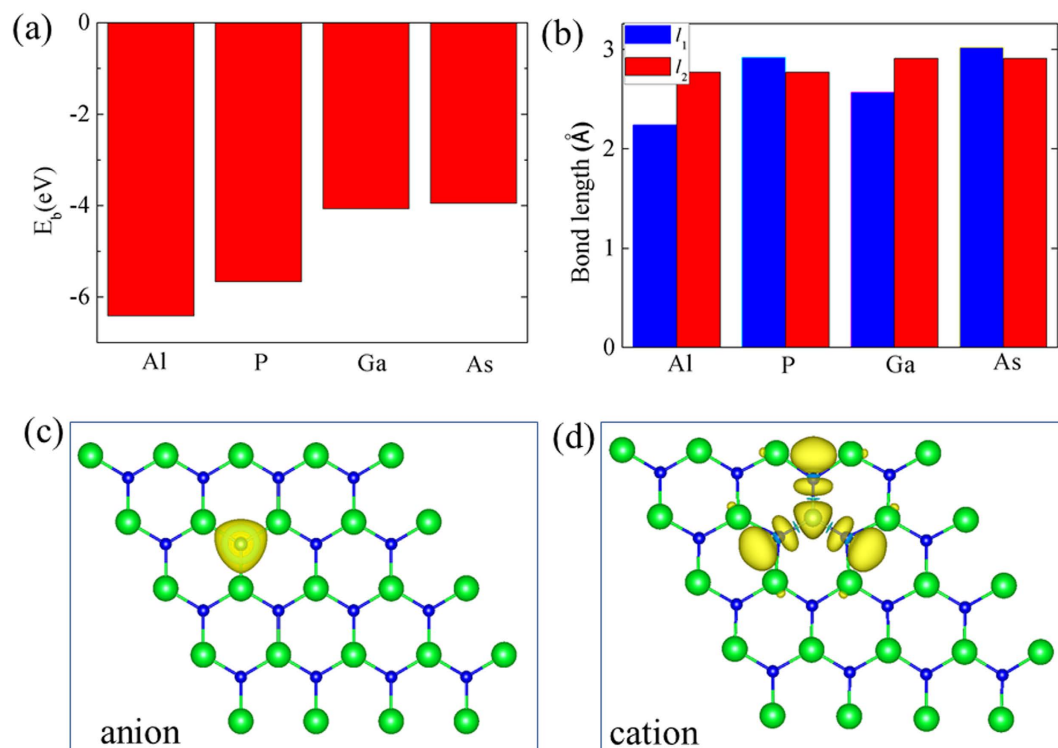 (a)
0
-2
-4
-6
E_b(eV)
Al P Ga As
(b)
l_1
l_2
3
2
1
0
Bond length (Å)
Al P Ga As
(c)
anion
(d)
cation